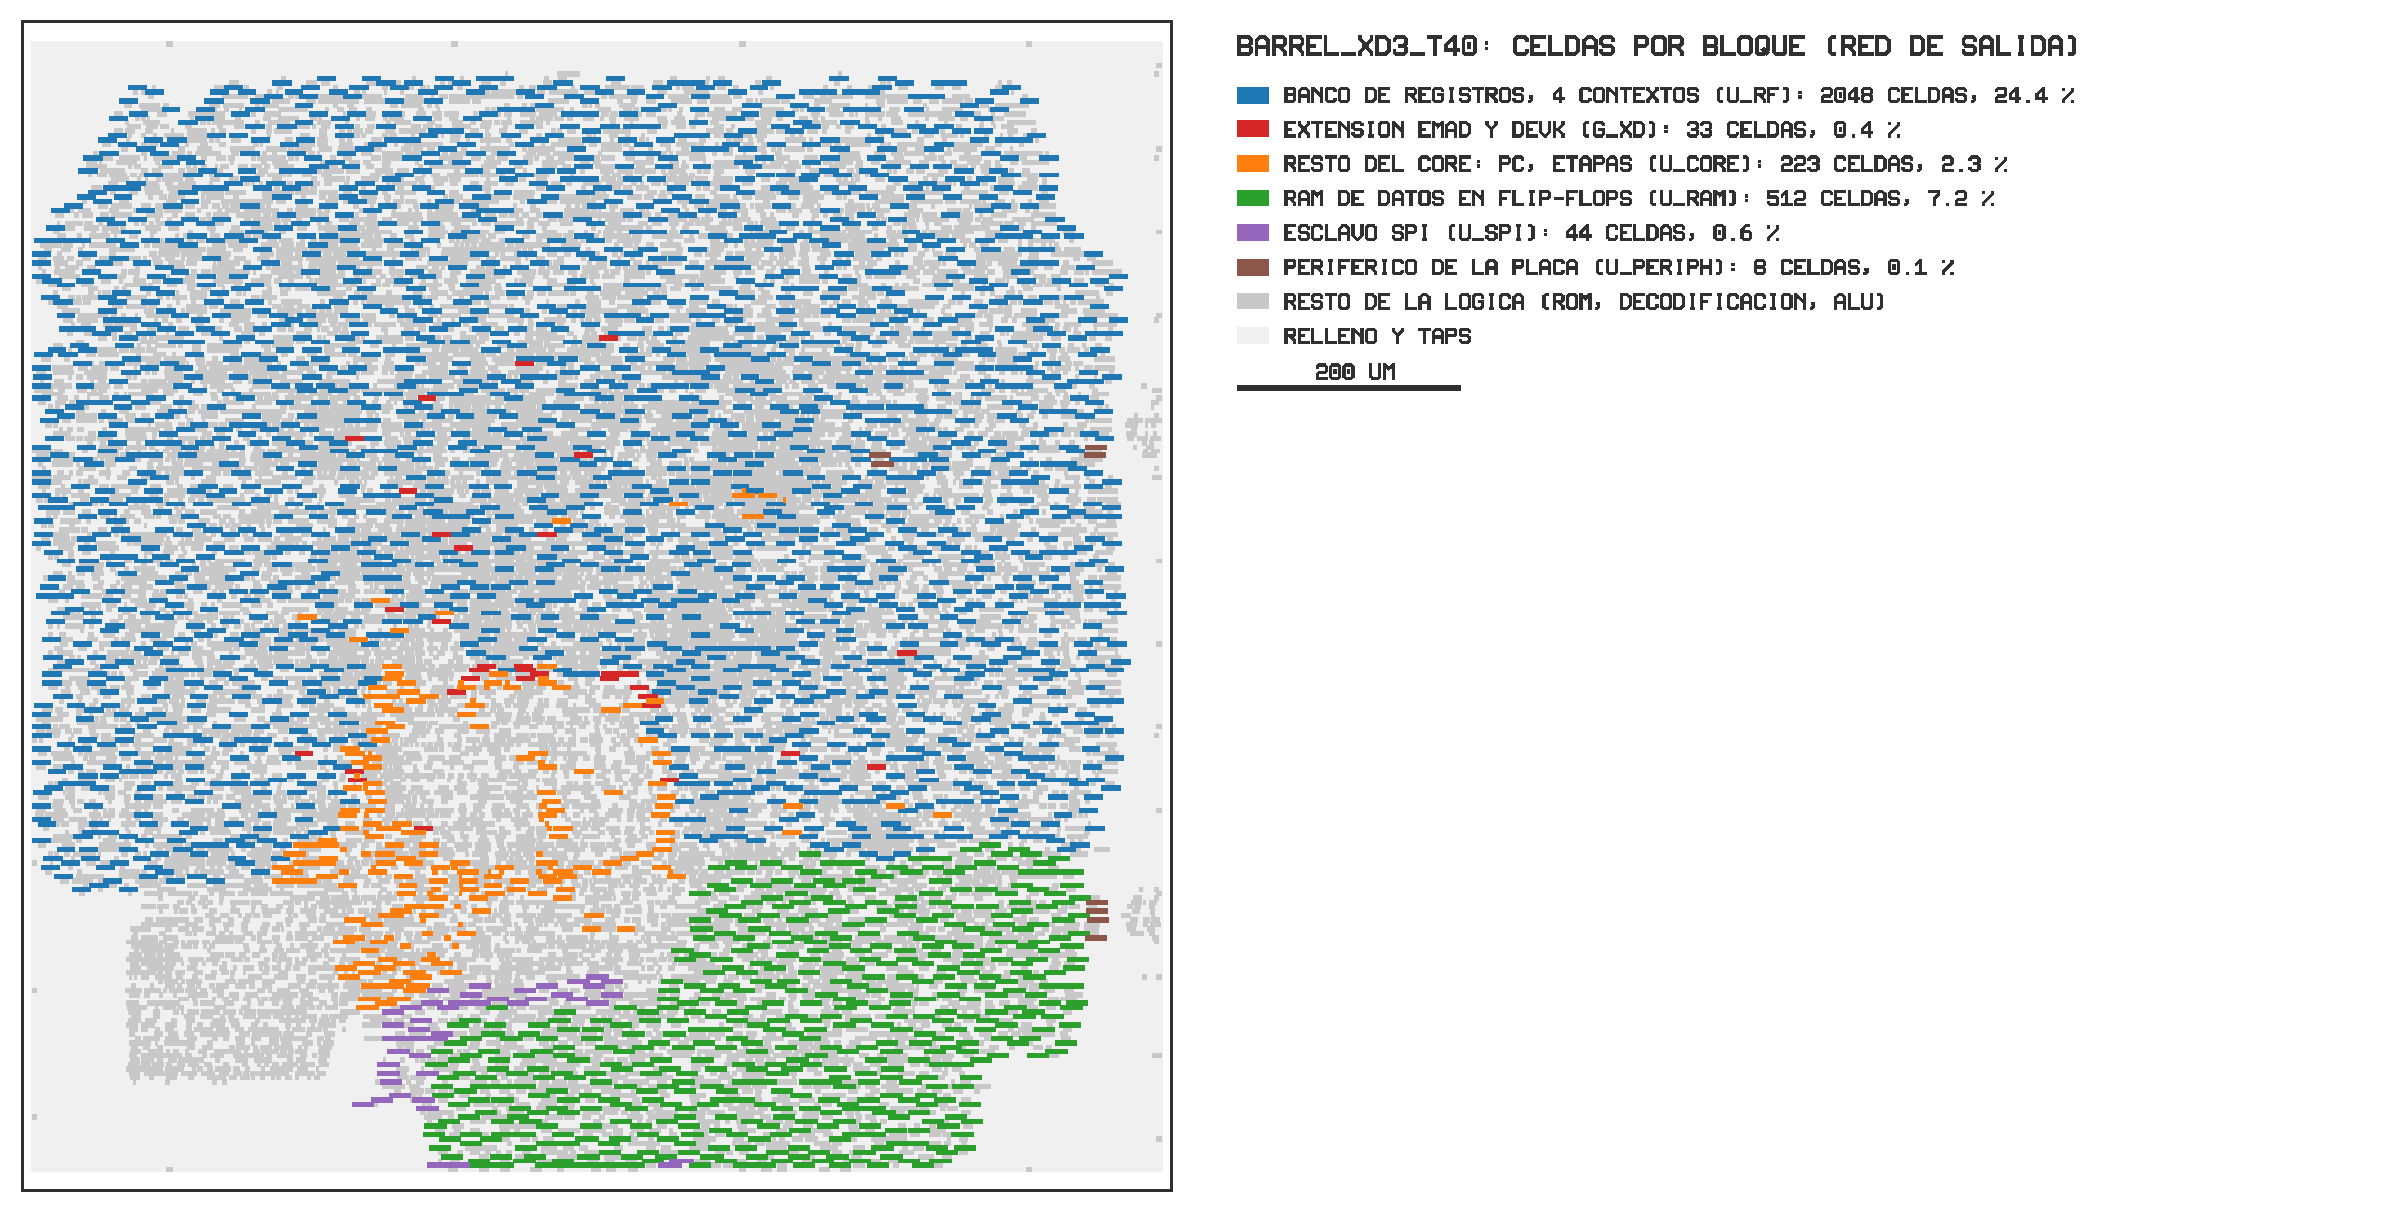 BARREL_XD3_T40: CELDAS POR BLOQUE (RED DE SALIDA)
BANCO DE REGISTROS, 4 CONTEXTOS (U_RF): 2048 CELDAS, 24.4 %
EXTENSION EMAD Y DEVK (G_XD): 33 CELDAS, 0.4 %
RESTO DEL CORE: PC, ETAPAS (U_CORE): 223 CELDAS, 2.3 %
RAM DE DATOS EN FLIP-FLOPS (U_RAM): 512 CELDAS, 7.2 %
ESCLAVO SPI (U_SPI): 44 CELDAS, 0.6 %
PERIFERICO DE LA PLACA (U_PERIPH): 8 CELDAS, 0.1 %
RESTO DE LA LOGICA (ROM, DECODIFICACION, ALU)
RELLENO Y TAPS
200 UM